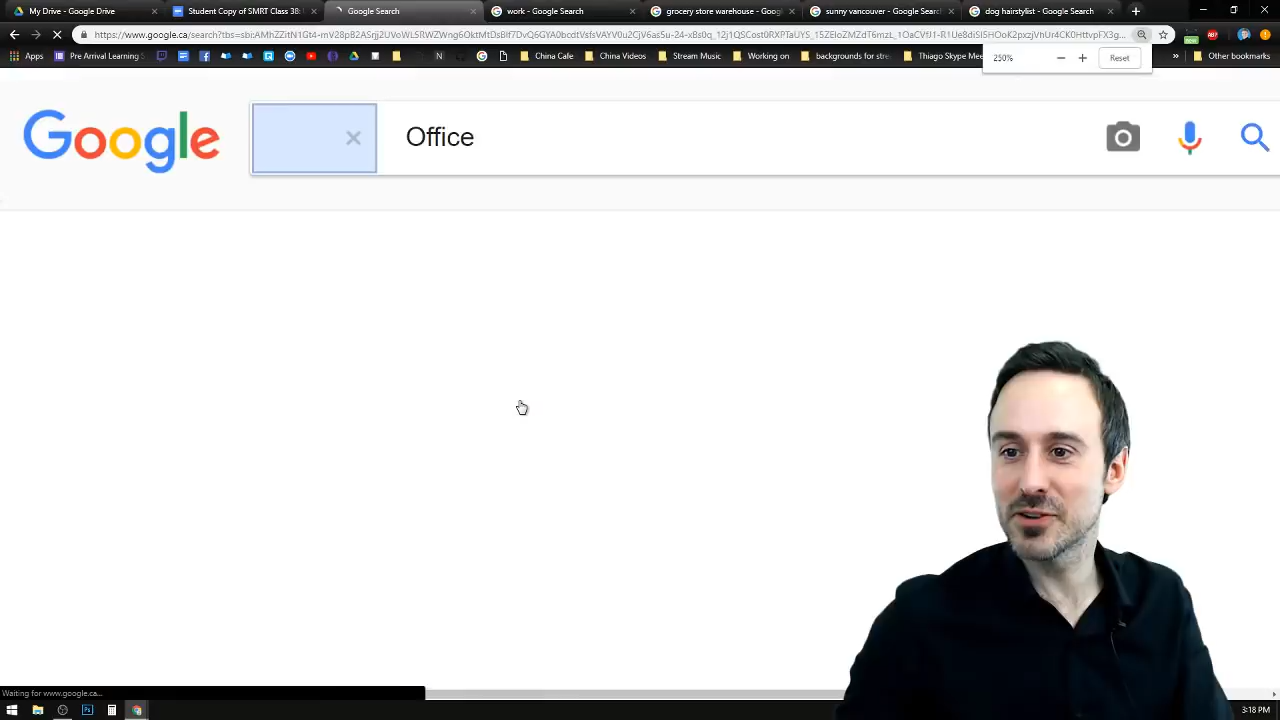 My Drive - Google Drive
Student Copy of SMRT Class 38:
Google Search
work - Google Search
grocery store warehouse - Goog
sunny vancouver - Google Search
dog hairstylist - Google Search
Apps
Pre Arrival Learning S
China Cafe
China Videos
Stream Music
Working on
backgrounds for stre
Thiago Skype Mee
Other bookmarks
250%
Reset
Google
Office
Waiting for www.google.ca...
3:18 PM